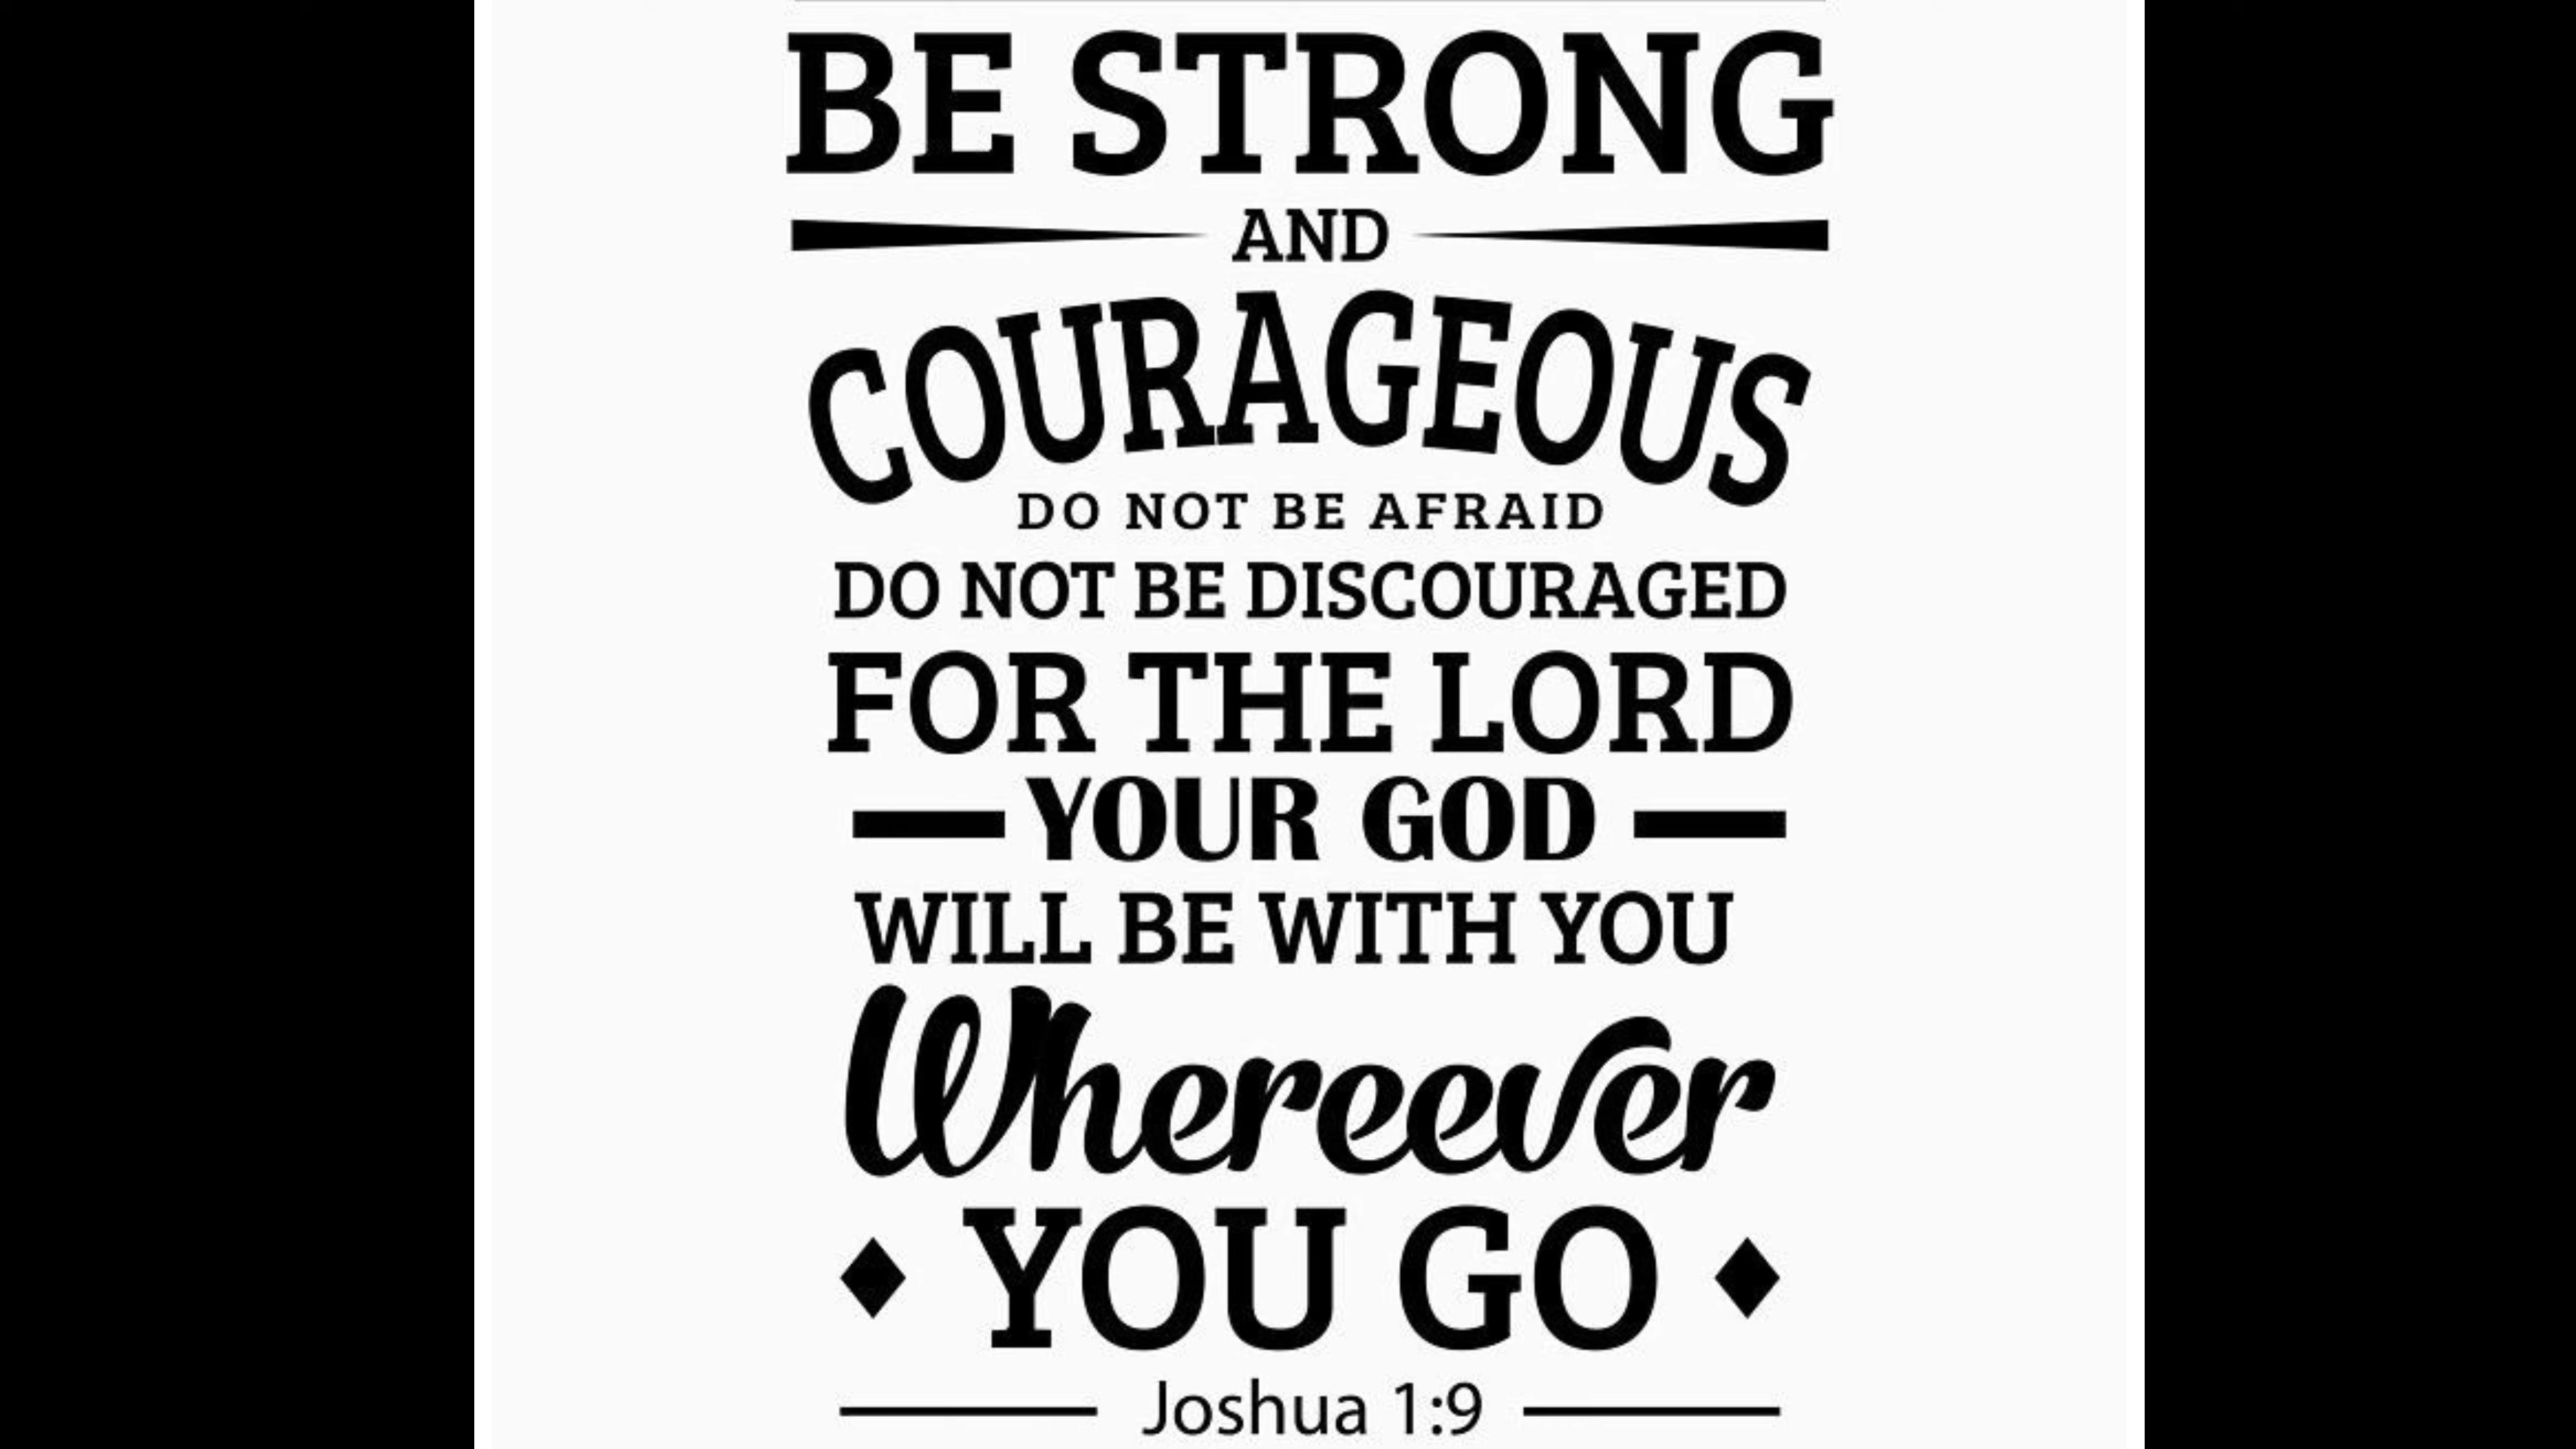 BE STRONG
AND
COURAGEOUS
DO NOT BE AFRAID
DO NOT BE DISCOURAGED
FOR THE LORD
YOUR GOD
WILL BE WITH YOU
Whereever
YOU GO
Joshua 1:9